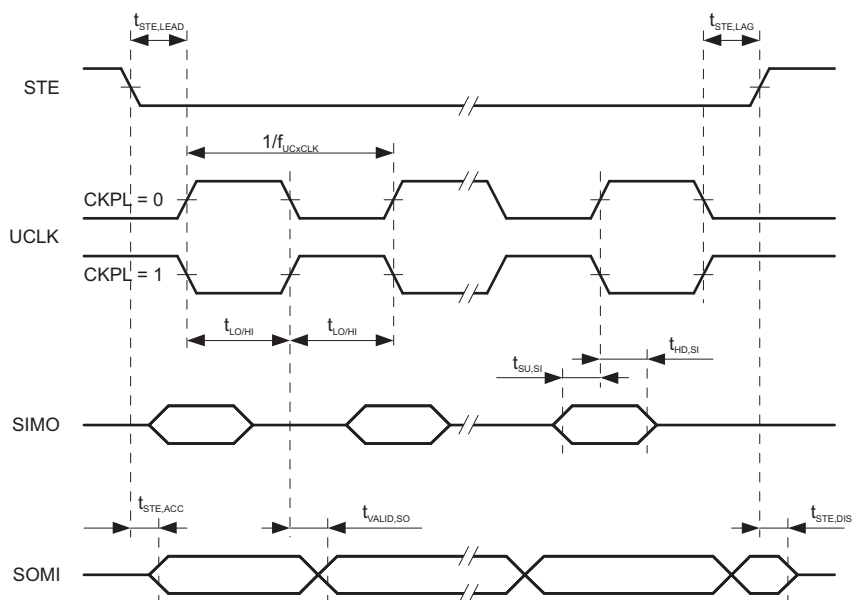 tSTE,LEAD
tSTE,LAG
STE
1/fUCxCLK
CKPL = 0
UCLK
CKPL = 1
tLO/HI
tLO/HI
tHD,SI
tSU,SI
SIMO
tSTE,ACC
tVALID,SO
tSTE,DIS
SOMI